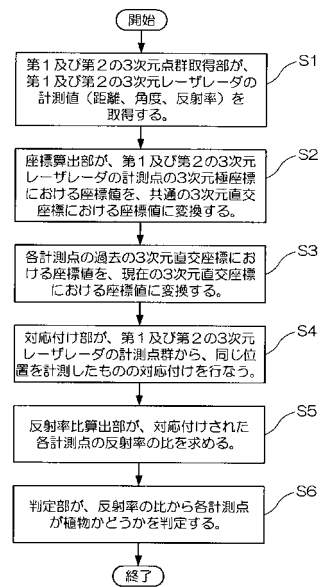 開始
第１及び第２の３次元点群取得部が、
第１及び第２の３次元レーザレーダの
計測値（距離、角度、反射率）を
取得する。
S1
座標算出部が、第１及び第２の３次元
レーザレーダの計測点の３次元極座標
における座標値を、共通の３次元直交
座標における座標値に変換する。
S2
各計測点の過去の３次元直交座標にお
ける座標値を、現在の３次元直交座標
における座標値に変換する。
S3
対応付け部が、第１及び第２の３次元
レーザレーダの計測点群から、同じ位
置を計測したものの対応付けを行なう。
S4
反射率比算出部が、対応付けされた
各計測点の反射率の比を求める。
S5
判定部が、反射率の比から各計測点
が植物かどうかを判定する。
S6
終了